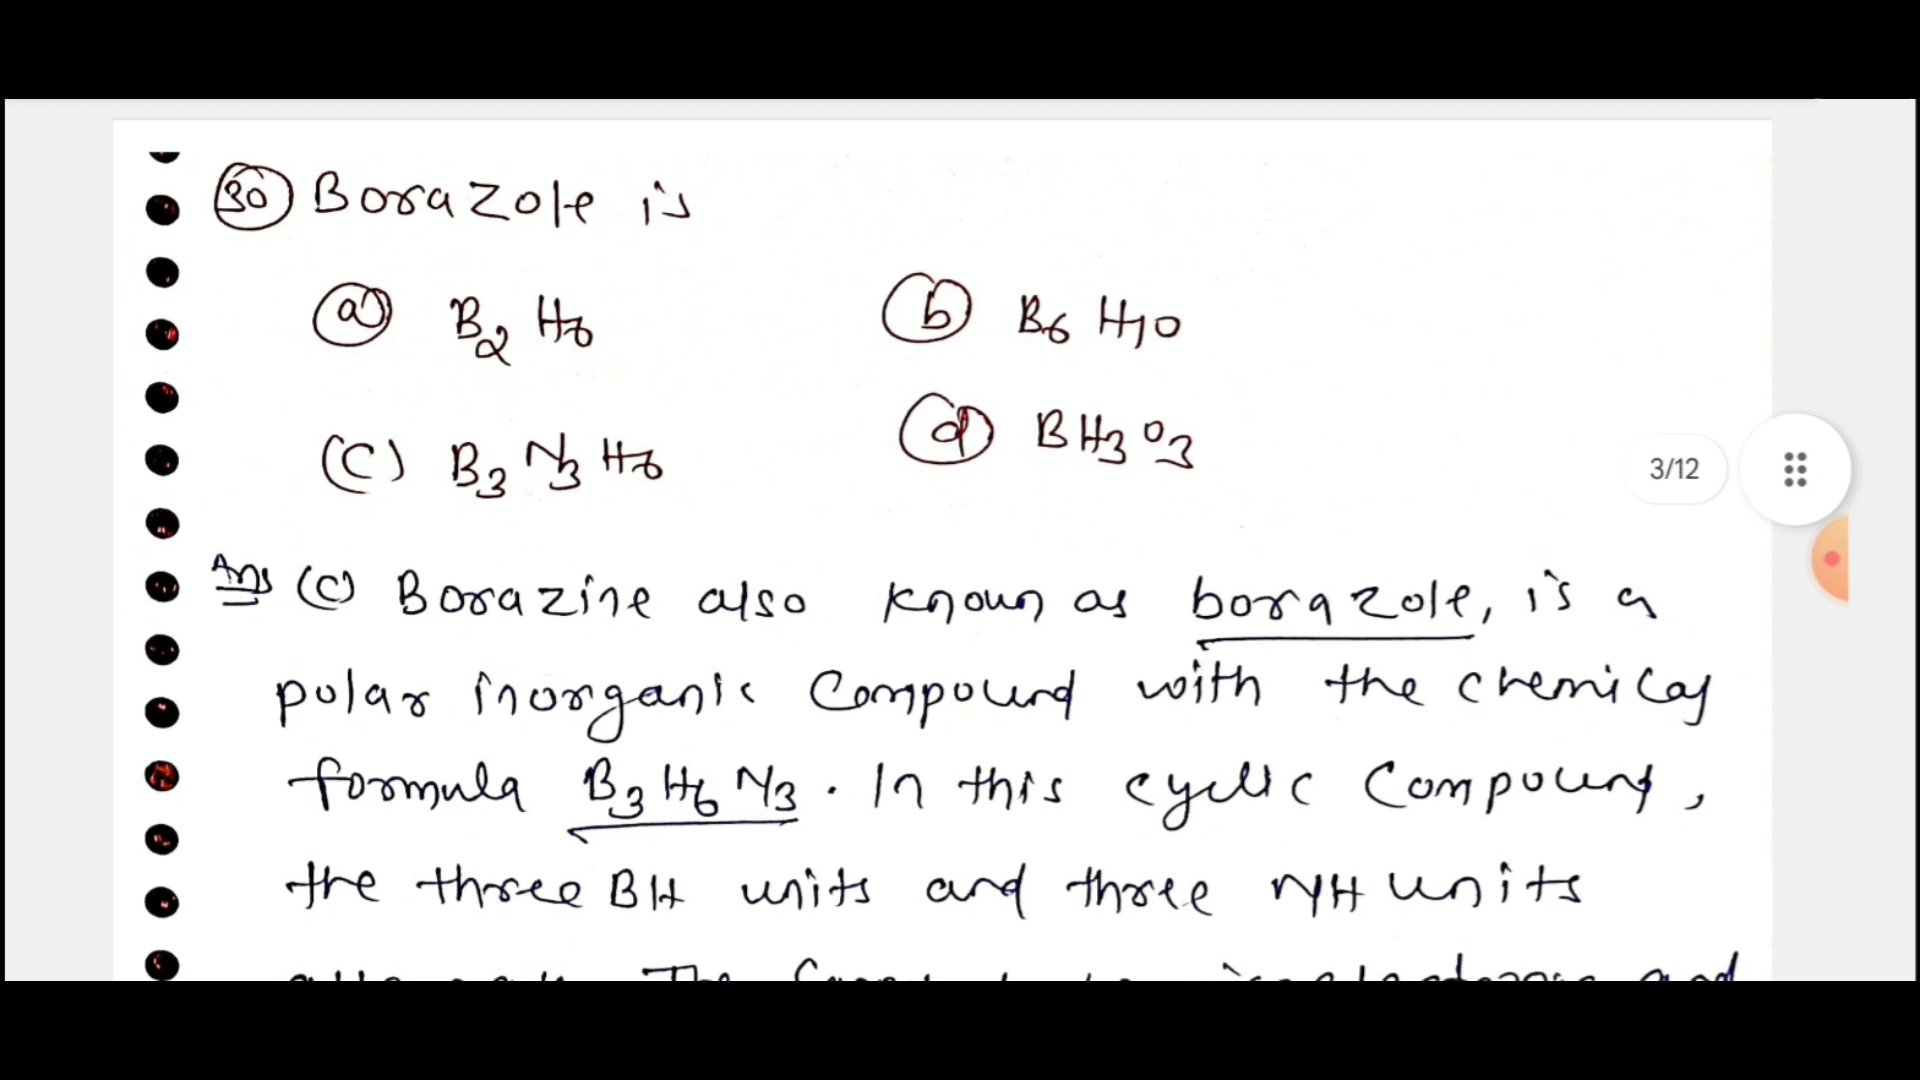 30 Borazole is
(a) B2 H6 (b) B6 H10
(C) B3 N3 H6 (d) BH3O3
3/12
Ans (C) Borazine also known as borazole, is a
polar inorganic Compound with the chemical
formula B3 H6 N3. In this cyclic Compound,
the three BH units and three NH units